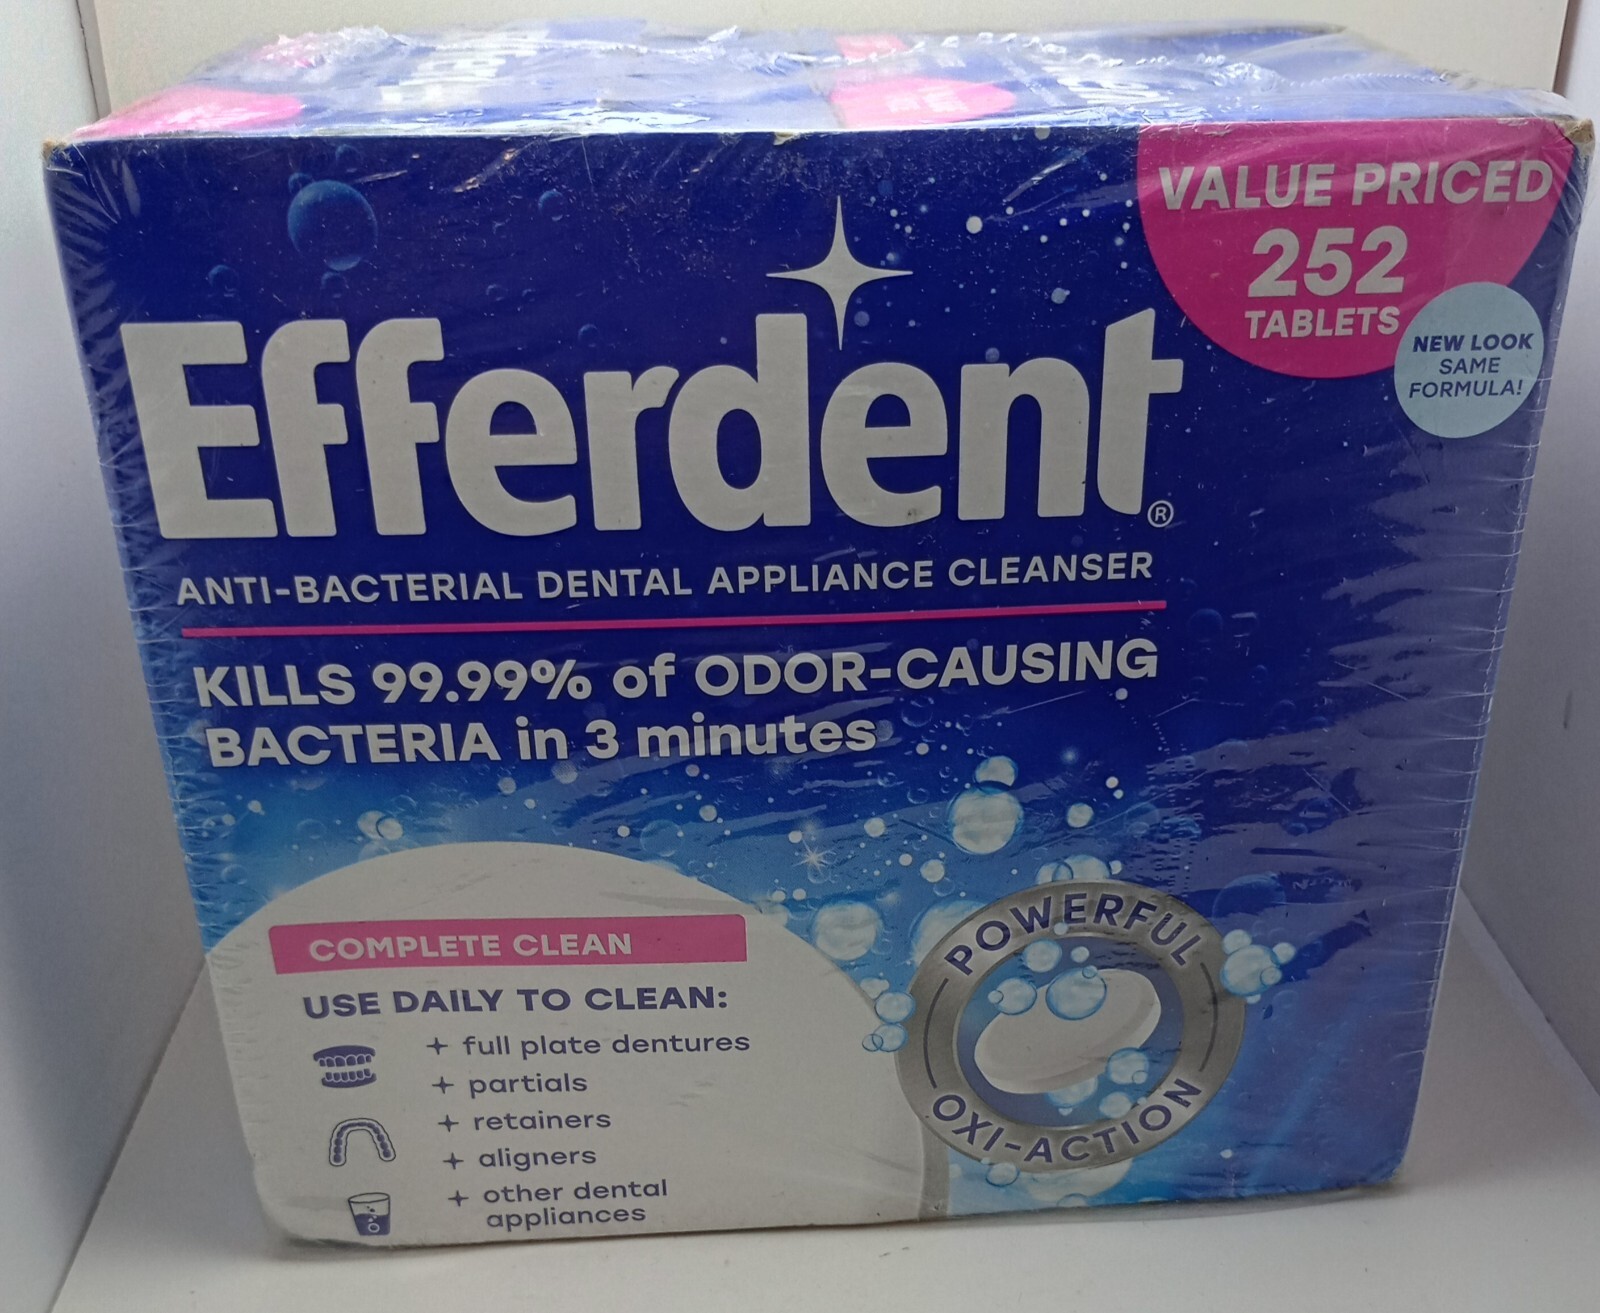 VALUE PRICED
252
TABLETS
NEW LOOK
SAME
FORMULA!
Efferdent®
ANTI-BACTERIAL DENTAL APPLIANCE CLEANSER
KILLS 99.99% of ODOR-CAUSING
BACTERIA in 3 minutes
COMPLETE CLEAN
USE DAILY TO CLEAN:
full plate dentures
partials
retainers
aligners
other dental
appliances
POWERFUL
OXI-ACTION